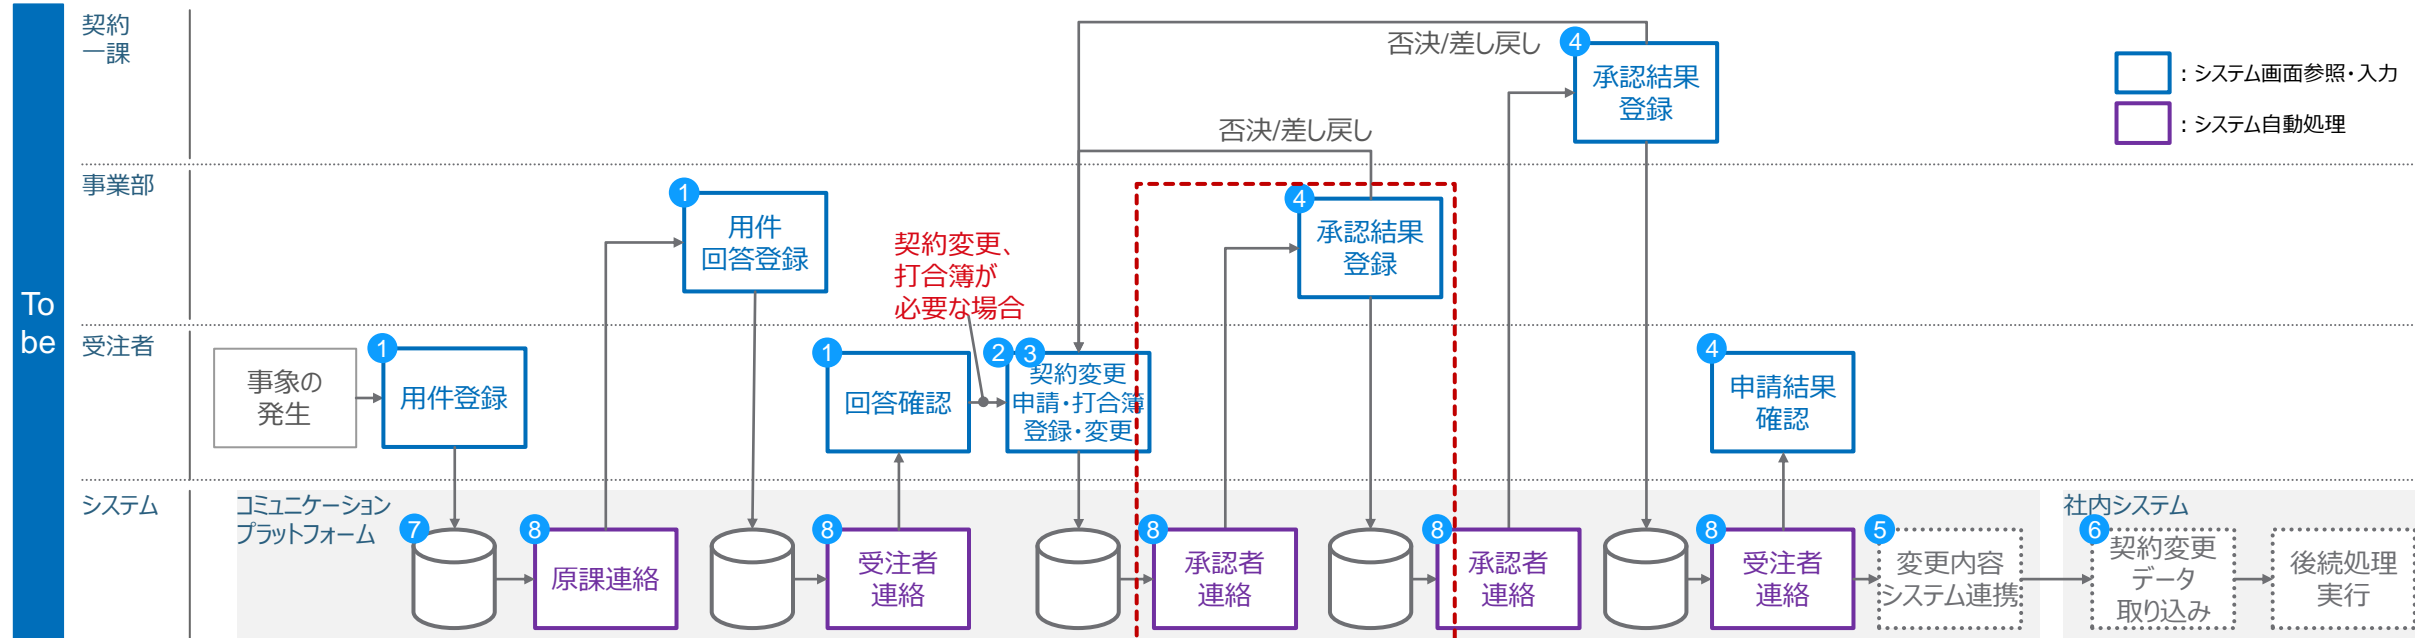 To
be
契約
一課
否決/差し戻し
4
承認結果
登録
：システム画面参照・入力
：システム自動処理
否決/差し戻し
事業部
1
用件
回答登録
契約変更、
打合簿が
必要な場合
4
承認結果
登録
受注者
事象の
発生
1
用件登録
1
回答確認
2
3
契約変更
申請・打合簿
登録・変更
4
申請結果
確認
システム
コミュニケーション
プラットフォーム
7
8
原課連絡
8
受注者
連絡
8
承認者
連絡
8
承認者
連絡
8
受注者
連絡
5
変更内容
システム連携
社内システム
6
契約変更
データ
取り込み
後続処理
実行